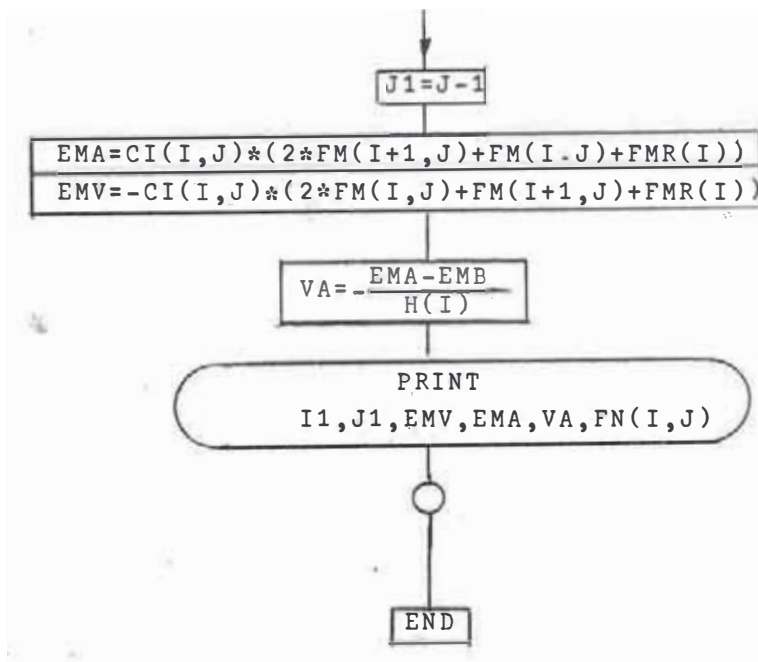 J1=J-1
EMA=CI(I,J)*(2*FM(I+1,J)+FM(I.J)+FMR(I))
EMV=-CI(I,J)*(2*FM(I,J)+FM(I+1,J)+FMR(I))
VA=-EMA-EMB
H(I)
PRINT
I1,J1,EMV,EMA,VA,FN(I,J)
END